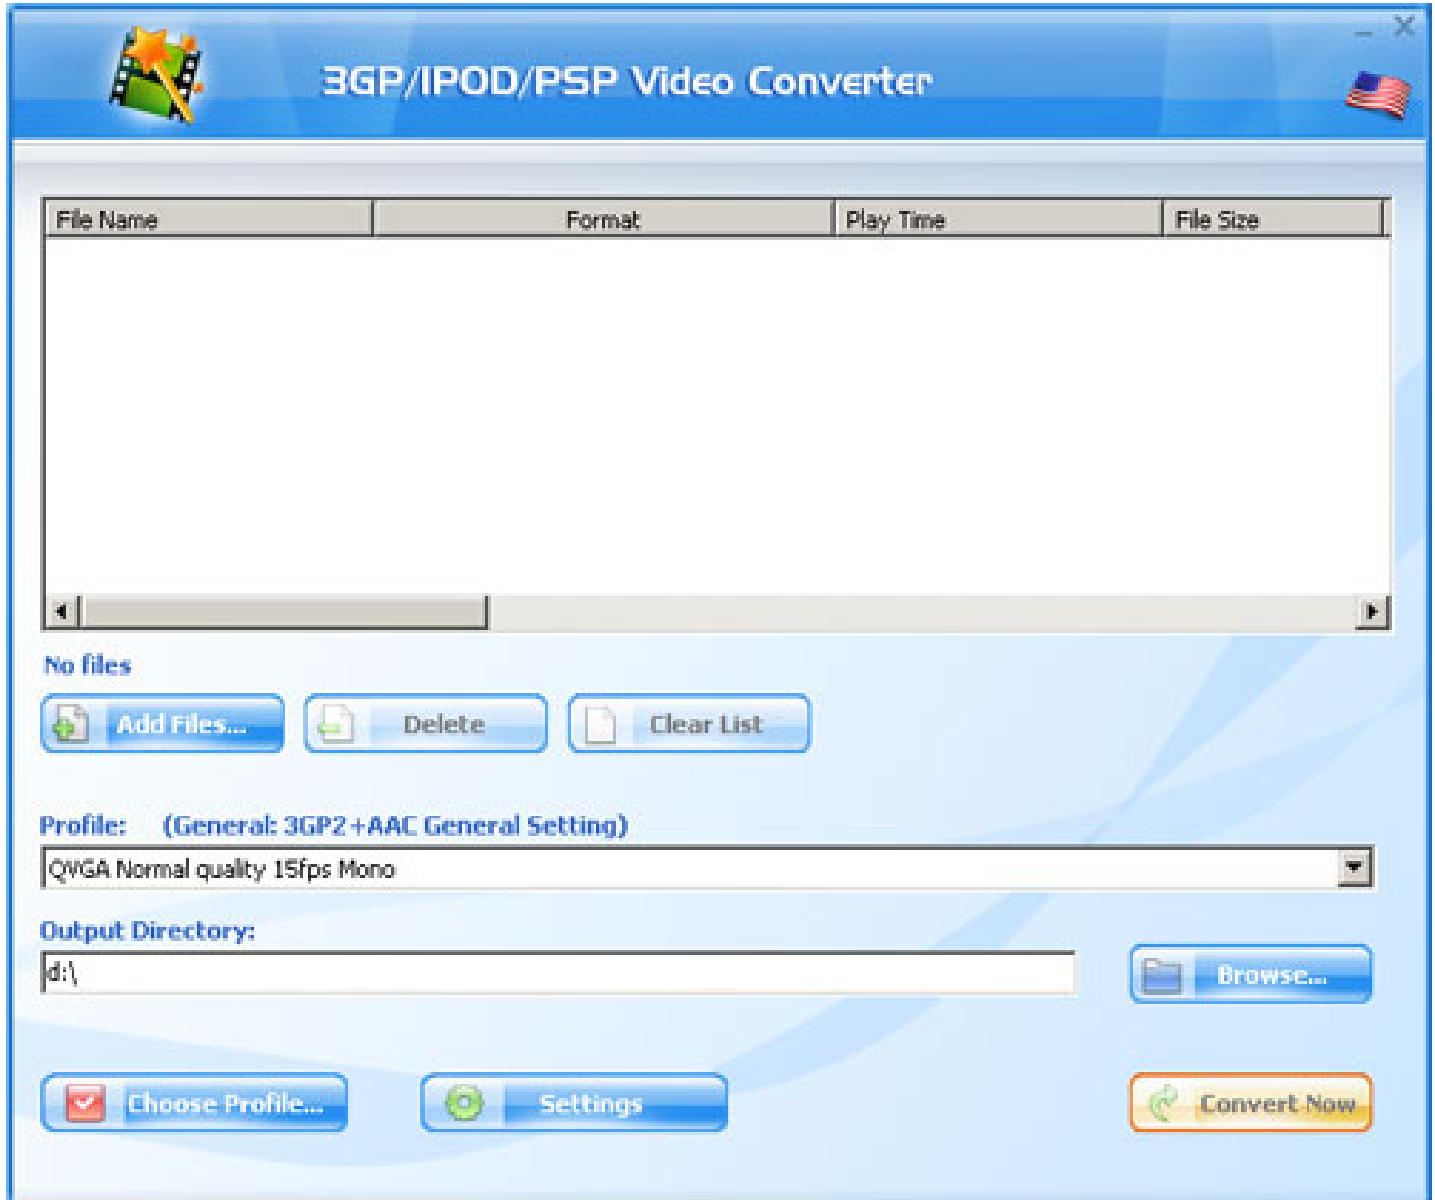 3GP/IPOD/PSP Video Converter
File Name Format Play Time File Size
No files
Add Files... Delete Clear List
Profile: (General: 3GP2+AAC General Setting)
QVGA Normal quality 15fps Mono
Output Directory:
d:\
Browse...
Choose Profile... Settings Convert Now